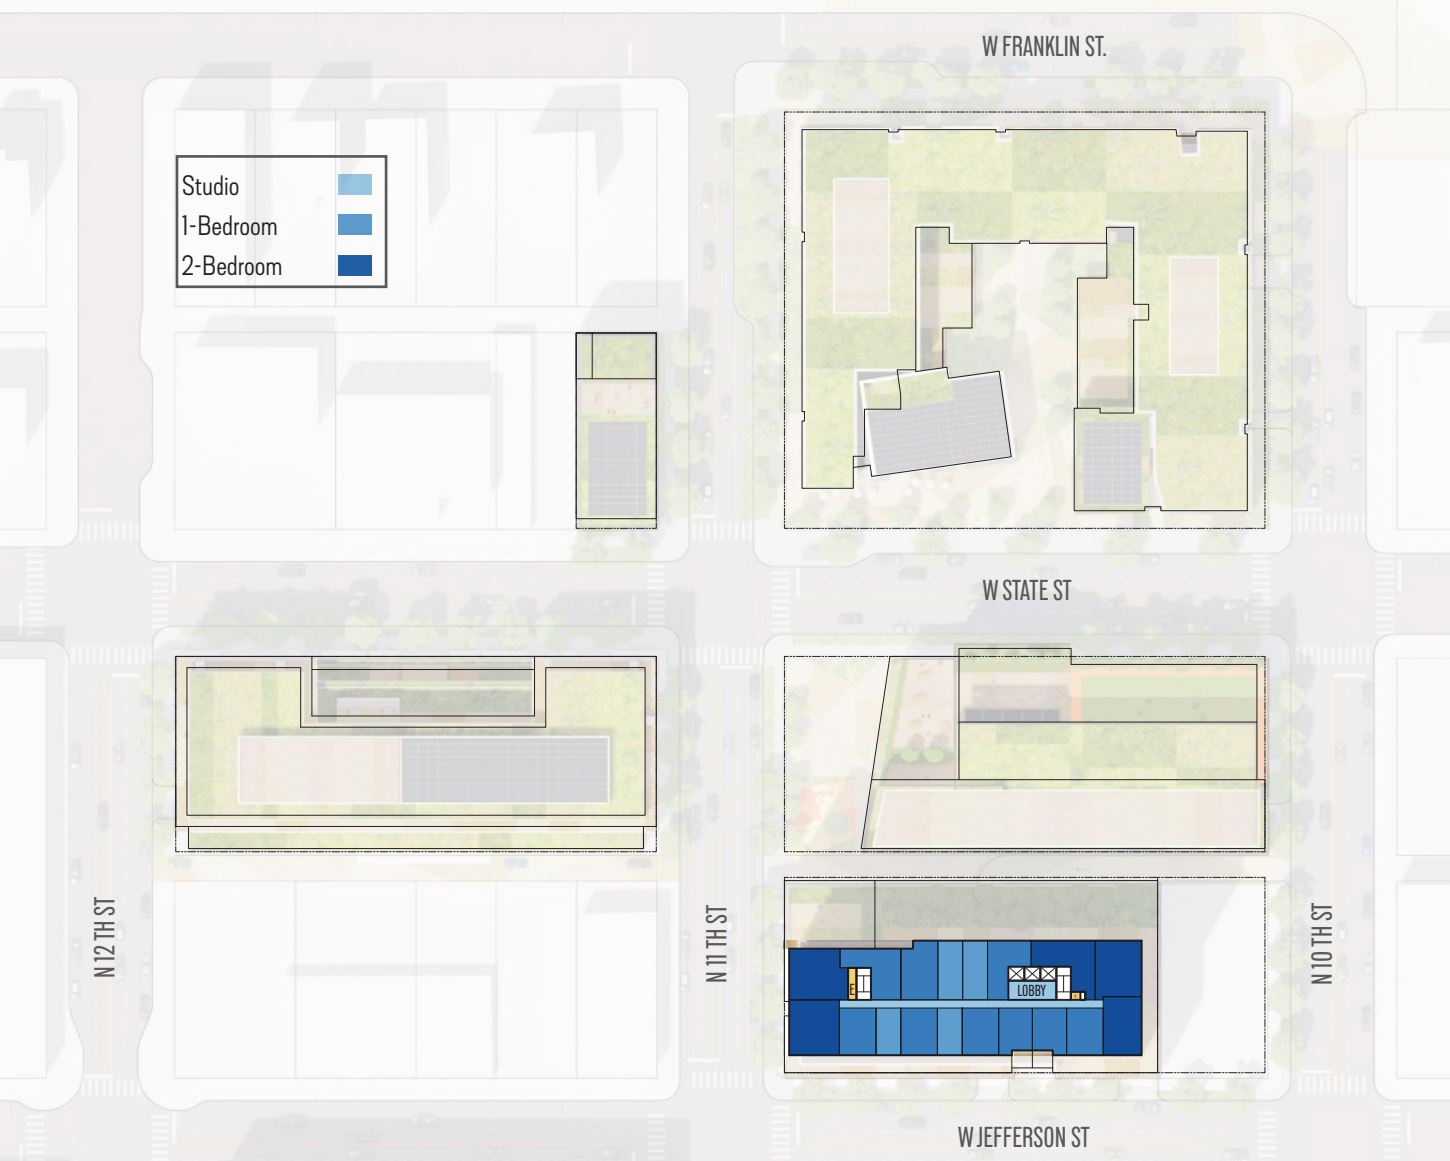 W FRANKLIN ST.
Studio
1-Bedroom
2-Bedroom
W STATE ST
N 12 TH ST
N 11 TH ST
N 10 TH ST
E
LOBBY
W JEFFERSON ST